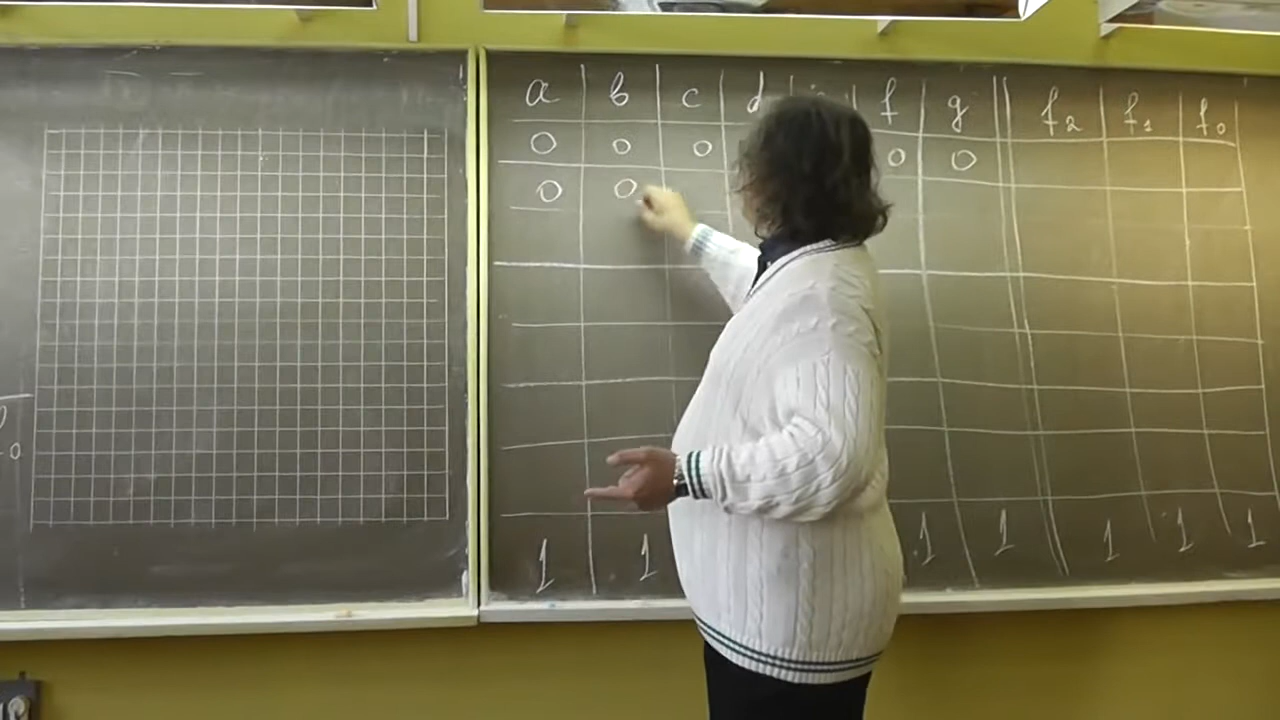 a b c d f g f₂ f₁ f₀
0 0 0 0 0
0 0
1 1 1 1 1 1 1